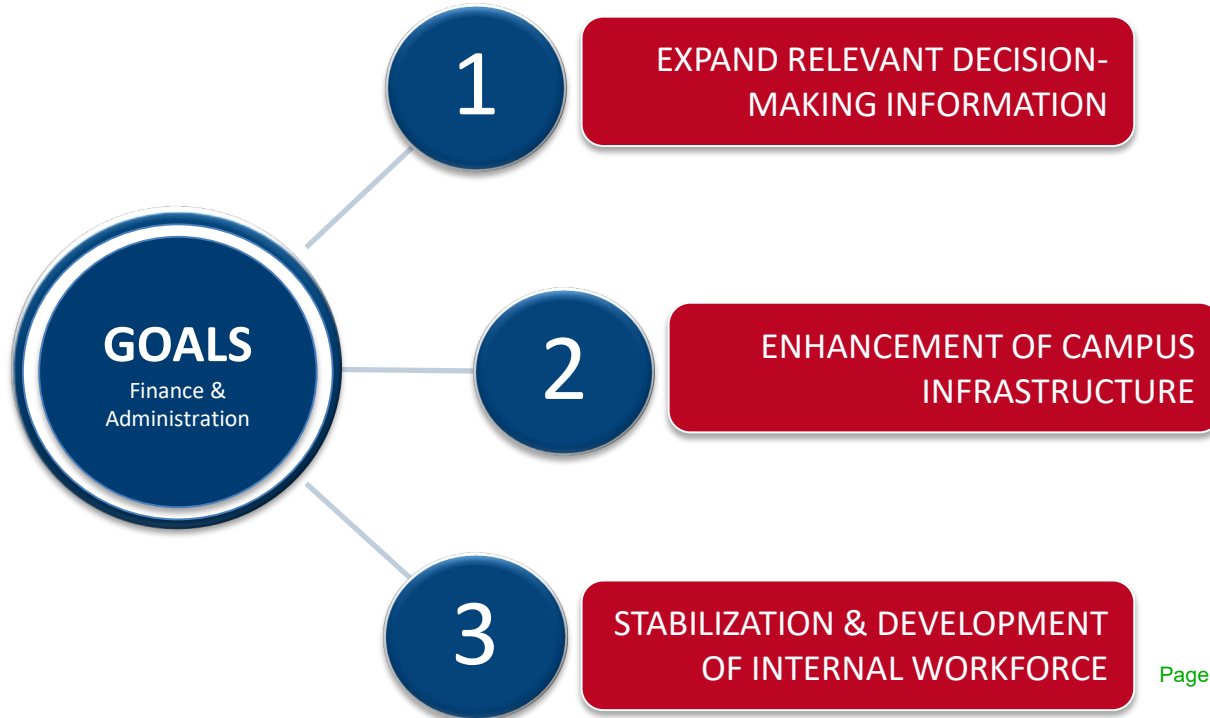 1
EXPAND RELEVANT DECISION-
MAKING INFORMATION
GOALS
Finance &
Administration
2
ENHANCEMENT OF CAMPUS
INFRASTRUCTURE
3
STABILIZATION & DEVELOPMENT
OF INTERNAL WORKFORCE
Page